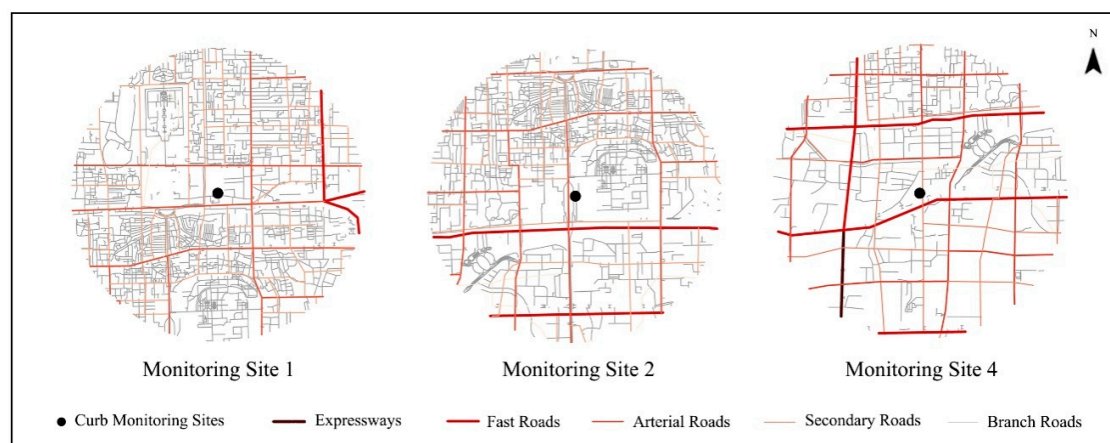 N
Monitoring Site 1
Monitoring Site 2
Monitoring Site 4
Curb Monitoring Sites
Expressways
Fast Roads
Arterial Roads
Secondary Roads
Branch Roads